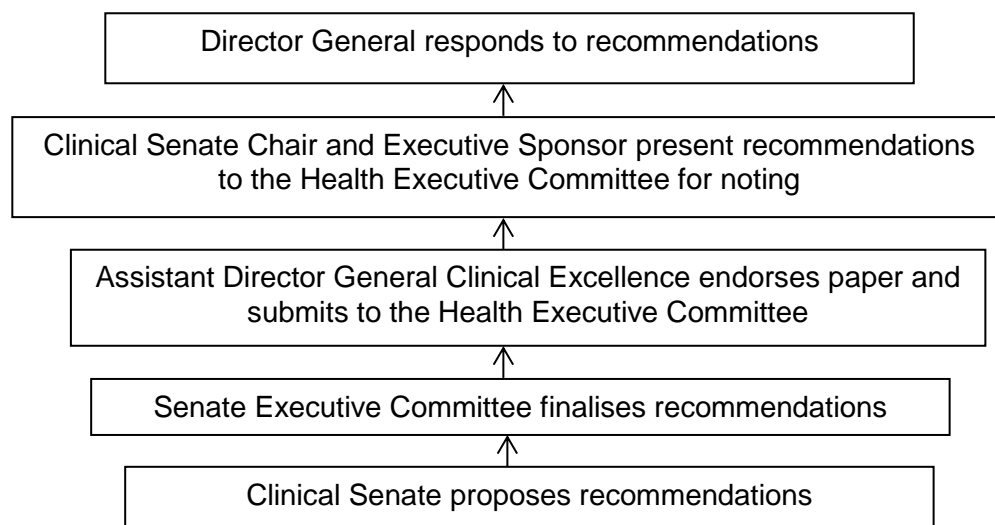 Director General responds to recommendations
Clinical Senate Chair and Executive Sponsor present recommendations
to the Health Executive Committee for noting
Assistant Director General Clinical Excellence endorses paper and
submits to the Health Executive Committee
Senate Executive Committee finalises recommendations
Clinical Senate proposes recommendations